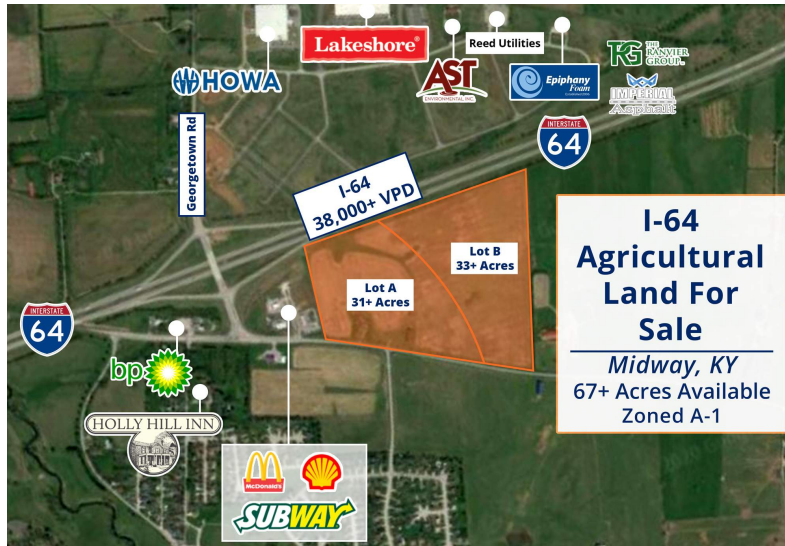 Lakeshore®
Reed Utilities
HOWA
AST
ENVIRONMENTAL, INC.
Epiphany
Foam
TRG THE
RANVIER
GROUP
IMPERIAL
Asphalt
Georgetown Rd
INTERSTATE
64
I-64
38,000+ VPD
Lot B
33+ Acres
Lot A
31+ Acres
I-64
Agricultural
Land For
Sale
Midway, KY
67+ Acres Available
Zoned A-1
INTERSTATE
64
bp
HOLLY HILL INN
McDonald's
SUBWAY